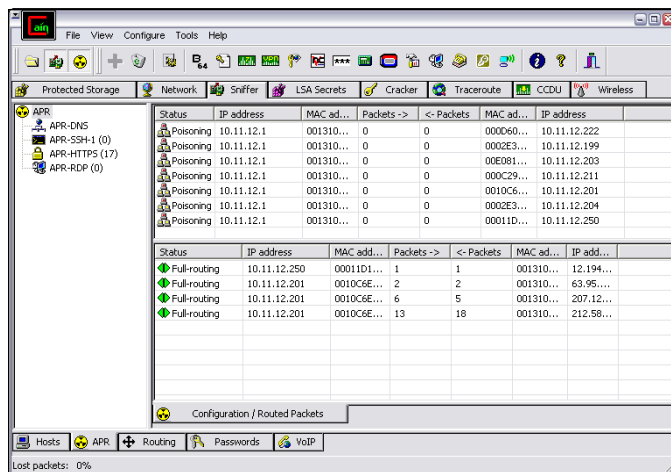 Cain
File View Configure Tools Help
B64
Protected Storage Network Sniffer LSA Secrets Cracker Traceroute CCDU Wireless
APR
APR-DNS
APR-SSH-1 (0)
APR-HTTPS (17)
APR-RDP (0)
Status IP address MAC ad... Packets -> <- Packets MAC ad... IP address
Poisoning 10.11.12.1 001310... 0 0 000D60... 10.11.12.222
Poisoning 10.11.12.1 001310... 0 0 0002E3... 10.11.12.199
Poisoning 10.11.12.1 001310... 0 0 00E081... 10.11.12.203
Poisoning 10.11.12.1 001310... 0 0 000C29... 10.11.12.211
Poisoning 10.11.12.1 001310... 0 0 0010C6... 10.11.12.201
Poisoning 10.11.12.1 001310... 0 0 0002E3... 10.11.12.204
Poisoning 10.11.12.1 001310... 0 0 00011D... 10.11.12.250
Status IP address MAC add... Packets -> <- Packets MAC ad... IP add...
Full-routing 10.11.12.250 00011D1... 1 1 001310... 12.194...
Full-routing 10.11.12.201 0010C6E... 2 2 001310... 63.95....
Full-routing 10.11.12.201 0010C6E... 6 5 001310... 207.12...
Full-routing 10.11.12.201 0010C6E... 13 18 001310... 212.58...
Configuration / Routed Packets
Hosts APR Routing Passwords VoIP
Lost packets: 0%